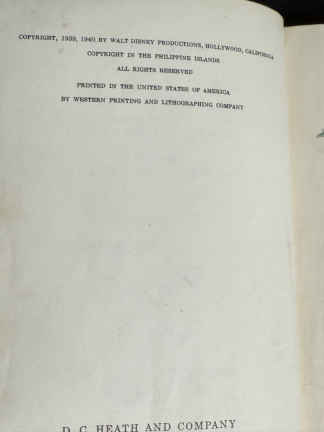 COPYRIGHT, 1939, 1940 BY WALT DISNEY PRODUCTIONS, HOLLYWOOD, CALIFORNIA
COPYRIGHT IN THE PHILIPPINE ISLANDS
ALL RIGHTS RESERVED
PRINTED IN THE UNITED STATES OF AMERICA
BY WESTERN PRINTING AND LITHOGRAPHING COMPANY
D. C. HEATH AND COMPANY